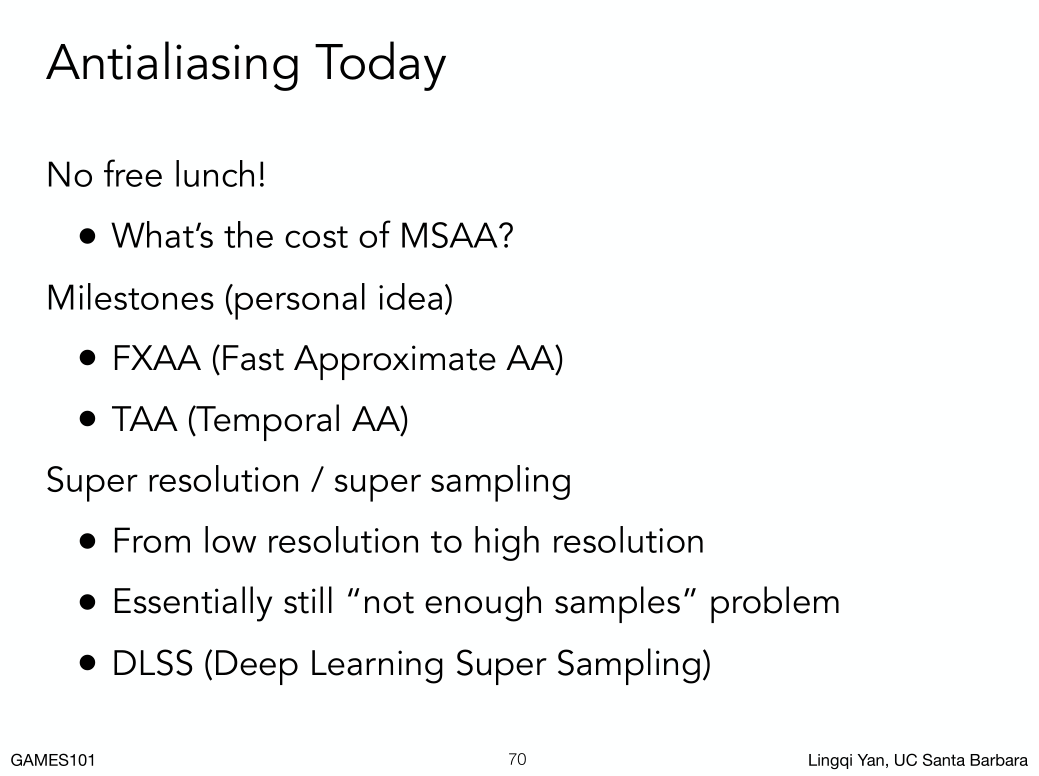 Antialiasing Today
No free lunch!
• What’s the cost of MSAA?
Milestones (personal idea)
• FXAA (Fast Approximate AA)
• TAA (Temporal AA)
Super resolution / super sampling
• From low resolution to high resolution
• Essentially still “not enough samples” problem
• DLSS (Deep Learning Super Sampling)
GAMES101
70
Lingqi Yan, UC Santa Barbara